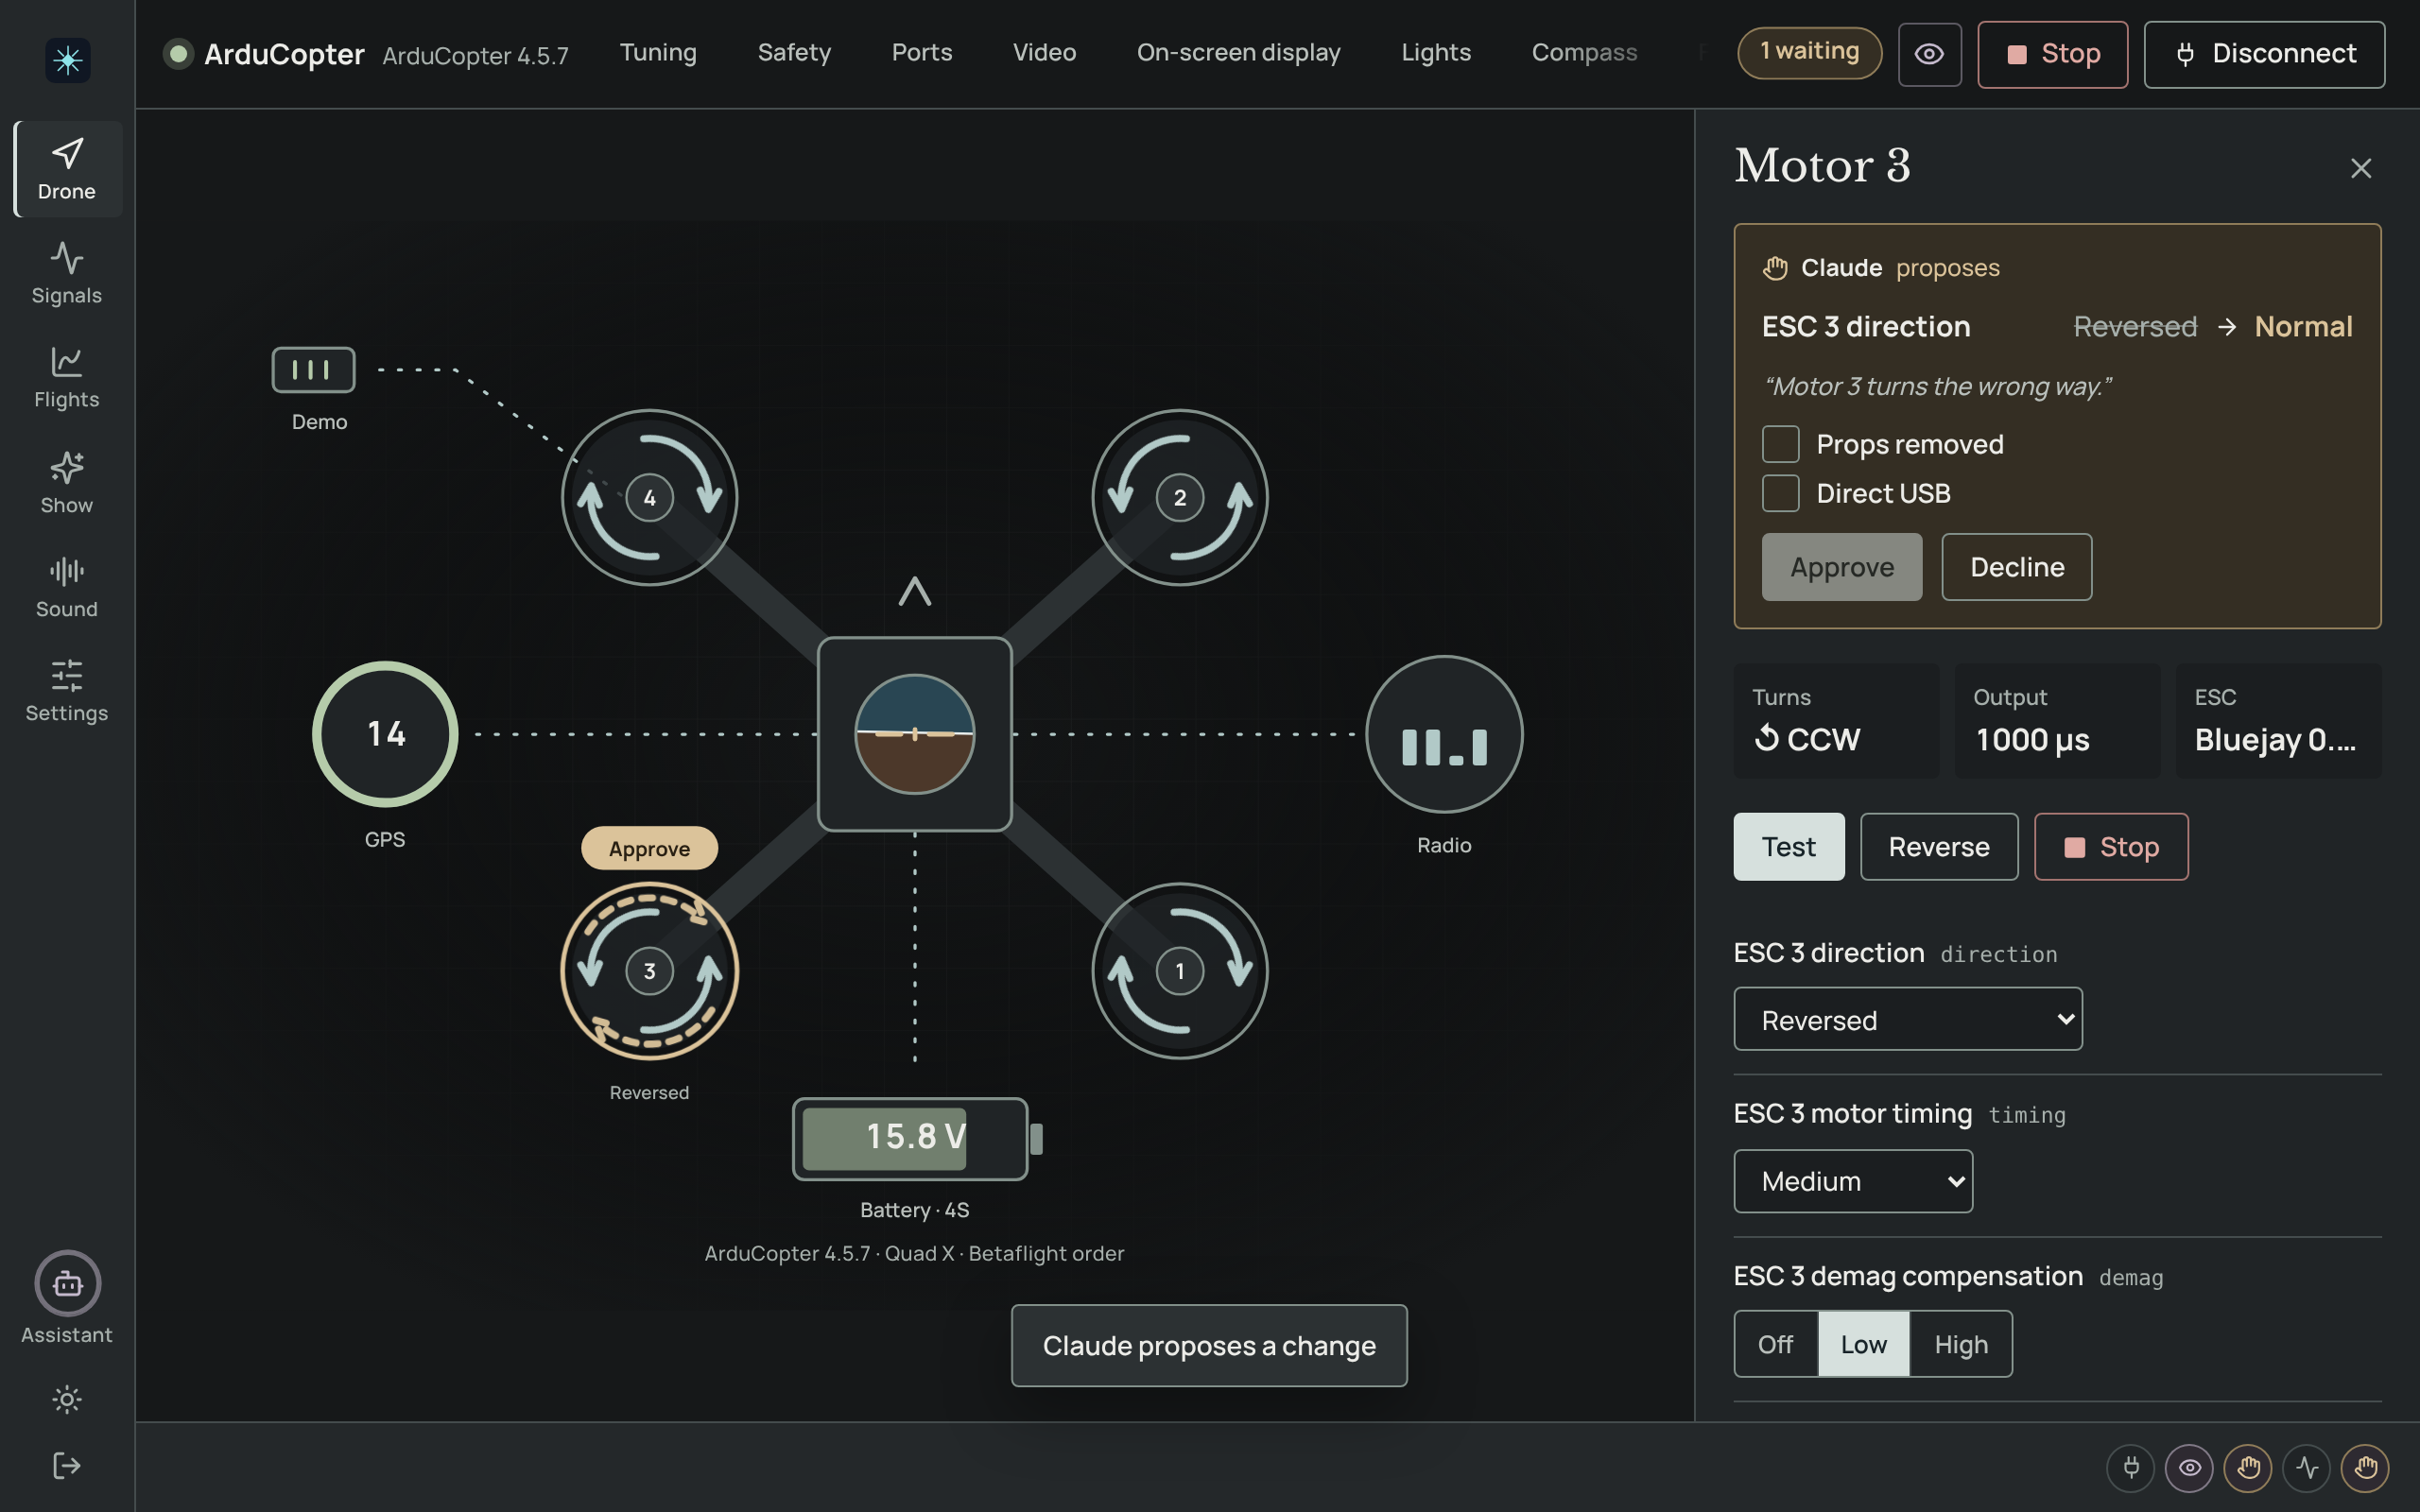 ArduCopter ArduCopter 4.5.7 Tuning Safety Ports Video On-screen display Lights Compass 1 waiting Stop Disconnect
Drone
Signals
Flights
Show
Sound
Settings
Assistant
Demo
4
2
14
GPS
Radio
Approve
3
1
Reversed
15.8 V
Battery · 4S
ArduCopter 4.5.7 · Quad X · Betaflight order
Claude proposes a change
Motor 3
Claude proposes
ESC 3 direction Reversed → Normal
“Motor 3 turns the wrong way.”
Props removed
Direct USB
Approve Decline
Turns Output ESC
CCW 1000 µs Bluejay 0.…
Test Reverse Stop
ESC 3 direction direction
Reversed
ESC 3 motor timing timing
Medium
ESC 3 demag compensation demag
Off Low High